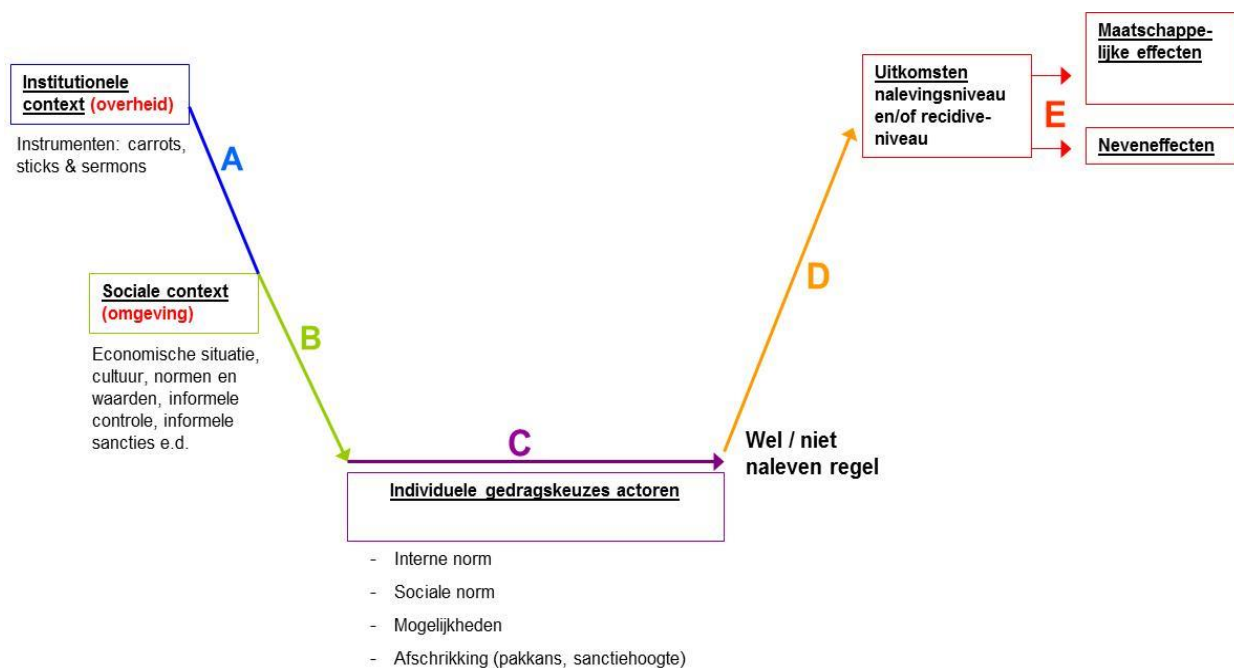 Institutionele
context (overheid)
Instrumenten: carrots,
sticks & sermons
A
Sociale context
(omgeving)
Economische situatie,
cultuur, normen en
waarden, informele
controle, informele
sancties e.d.
B
C
Individuele gedragskeuzes actoren
- Interne norm
- Sociale norm
- Mogelijkheden
- Afschrikking (pakkans, sanctiehoogte)
Wel / niet
naleven regel
D
Uitkomsten
nalevingsniveau
en/of recidive-
niveau
E
Maatschappe-
lijke effecten
Neveneffecten